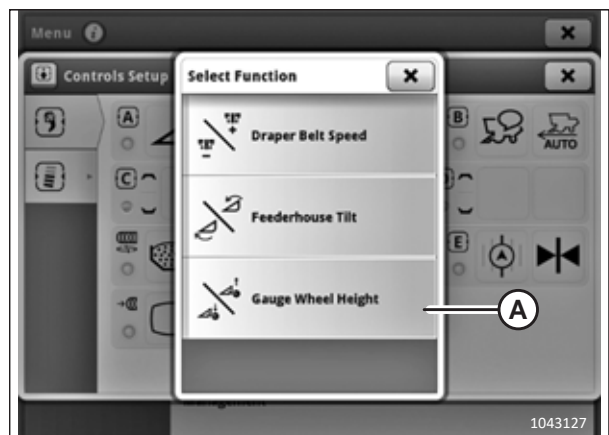 Menu
Controls Setup
Select Function
A
Draper Belt Speed
B
AUTO
C
Feederhouse Tilt
E
Gauge Wheel Height
A
1043127